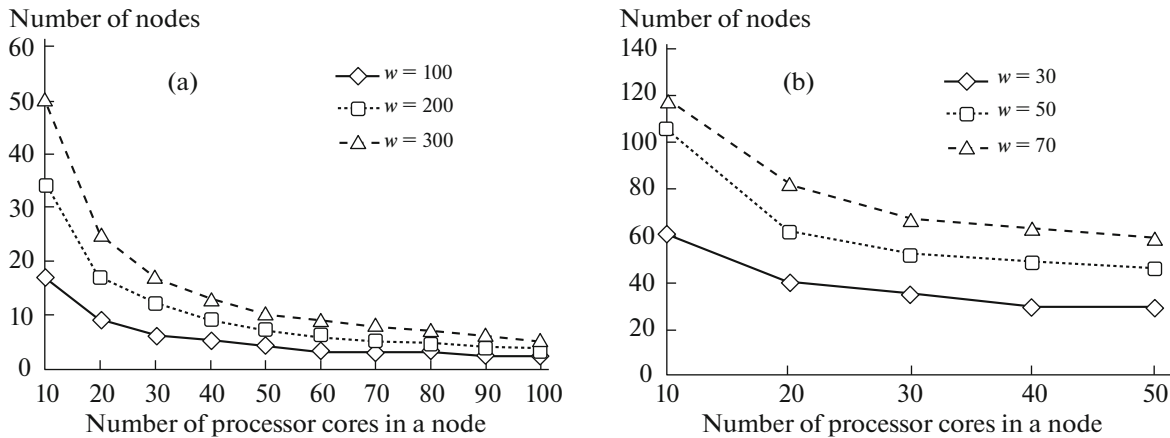 Number of nodes
60
50
40
30
20
10
0
10 20 30 40 50 60 70 80 90 100
Number of processor cores in a node
(a)
w = 100
w = 200
w = 300
Number of nodes
140
120
100
80
60
40
20
0
10 20 30 40 50
Number of processor cores in a node
(b)
w = 30
w = 50
w = 70